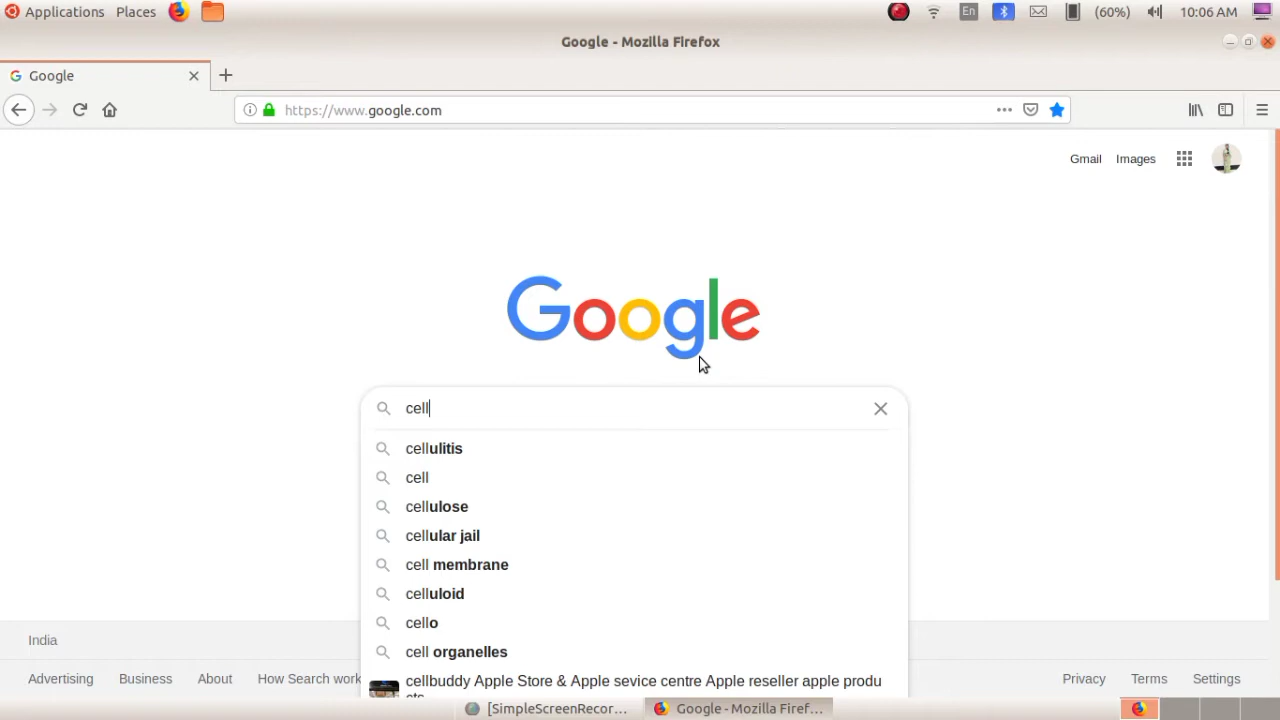 Applications Places En (60%) 10:06 AM
Google - Mozilla Firefox
Google
https://www.google.com
Gmail Images
Google
cell
cellulitis
cell
cellulose
cellular jail
cell membrane
celluloid
cello
cell organelles
cellbuddy Apple Store & Apple sevice centre Apple reseller apple produ
India
Advertising Business About How Search work Privacy Terms Settings
[SimpleScreenRecor... Google - Mozilla Firef...